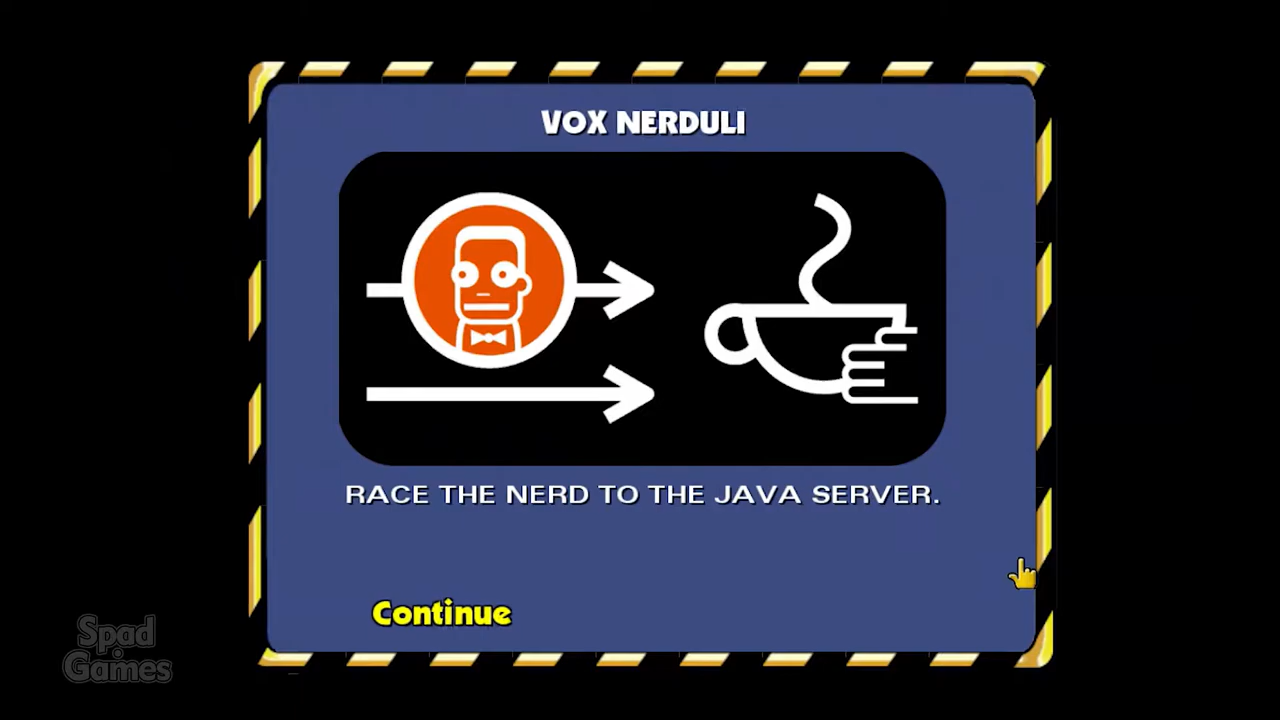 VOX NERDULI
RACE THE NERD TO THE JAVA SERVER.
Continue
Spad
Games